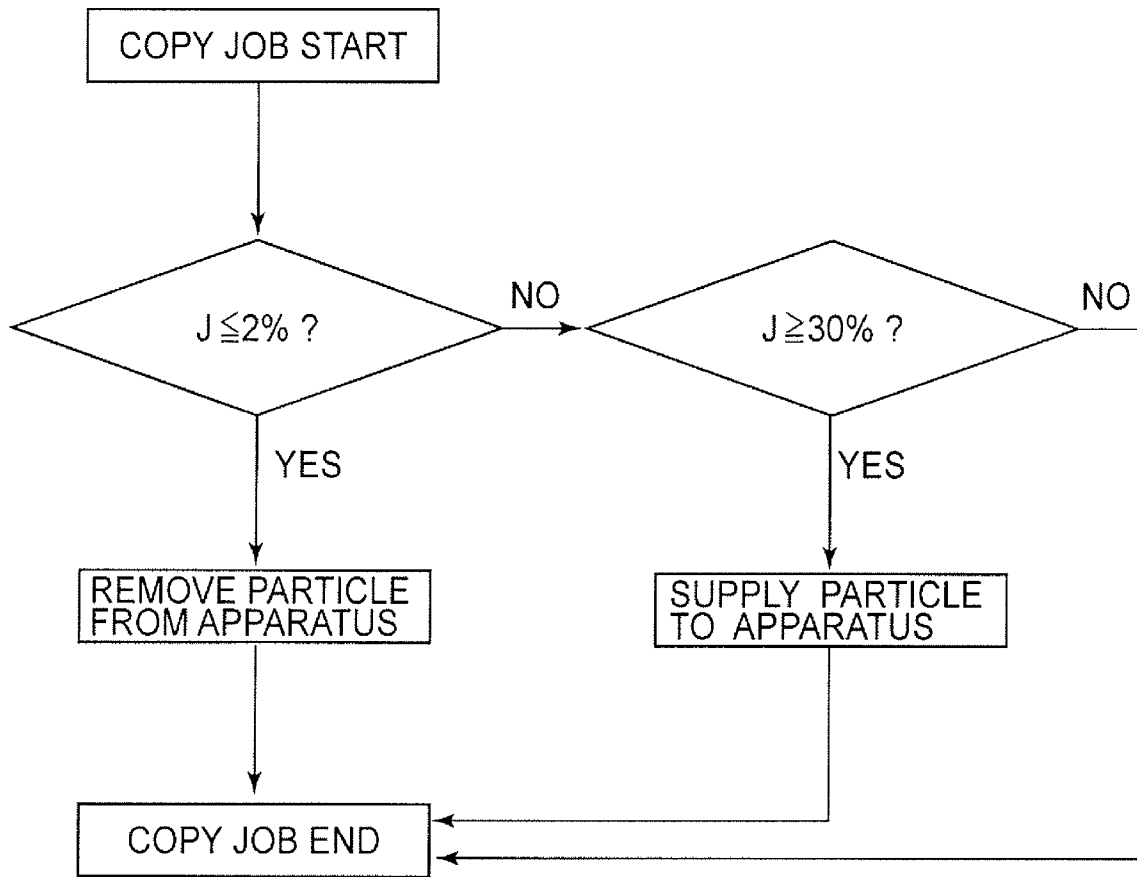 COPY JOB START
J≦2% ?
NO
J≧30% ?
NO
YES
YES
REMOVE PARTICLE
FROM APPARATUS
SUPPLY PARTICLE
TO APPARATUS
COPY JOB END